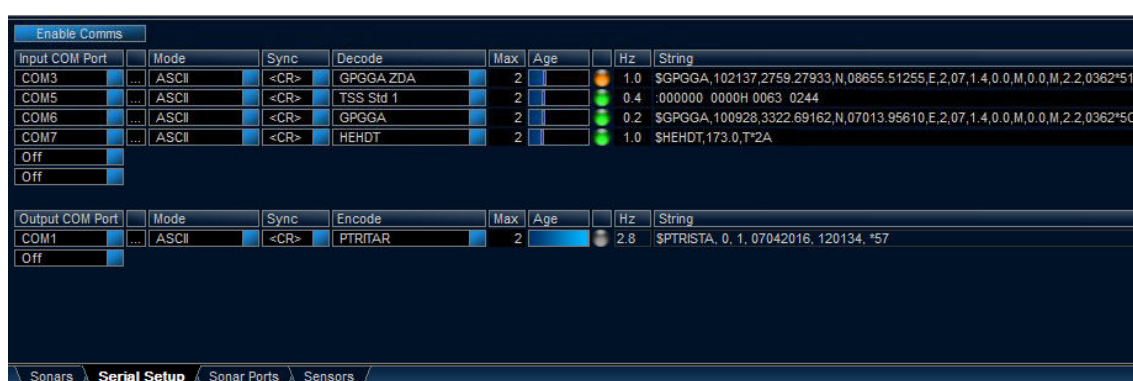 Enable Comms
Input COM Port Mode Sync Decode Max Age Hz String
COM3 ... ASCII <CR> GPGGA ZDA 2 1.0 $GPGGA,102137,2759.27933,N,08655.51255,E,2,07,1.4,0.0,M,0.0,M,2.2,0362*51
COM5 ... ASCII <CR> TSS Std 1 2 0.4 :000000 0000H 0063 0244
COM6 ... ASCII <CR> GPGGA 2 0.2 $GPGGA,100928,3322.69162,N,07013.95610,E,2,07,1.4,0.0,M,0.0,M,2.2,0362*50
COM7 ... ASCII <CR> HEHDT 2 1.0 $HEHDT,173.0,T*2A
Off
Off
Output COM Port Mode Sync Encode Max Age Hz String
COM1 ... ASCII <CR> PTRITAR 2 2.8 $PTRISTA, 0, 1, 07042016, 120134, *57
Off
Sonars Serial Setup Sonar Ports Sensors